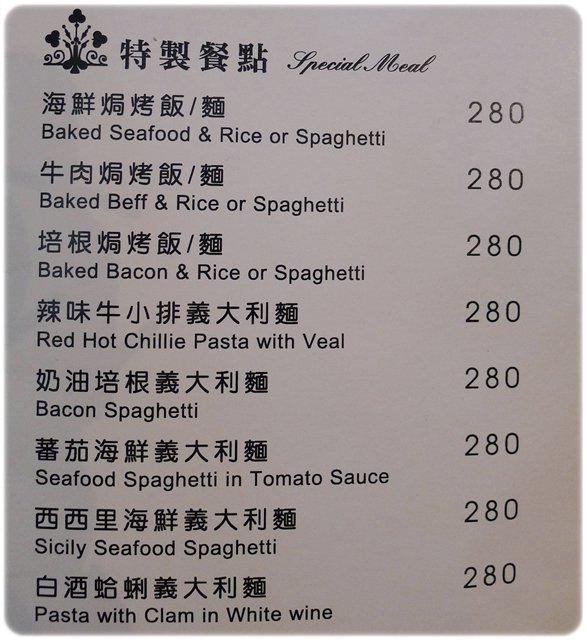 特製餐點 Special Meal
海鮮焗烤飯/麵 280
Baked Seafood & Rice or Spaghetti
牛肉焗烤飯/麵 280
Baked Beff & Rice or Spaghetti
培根焗烤飯/麵 280
Baked Bacon & Rice or Spaghetti
辣味牛小排義大利麵 280
Red Hot Chillie Pasta with Veal
奶油培根義大利麵 280
Bacon Spaghetti
蕃茄海鮮義大利麵 280
Seafood Spaghetti in Tomato Sauce
西西里海鮮義大利麵 280
Sicily Seafood Spaghetti
白酒蛤蜊義大利麵 280
Pasta with Clam in White wine